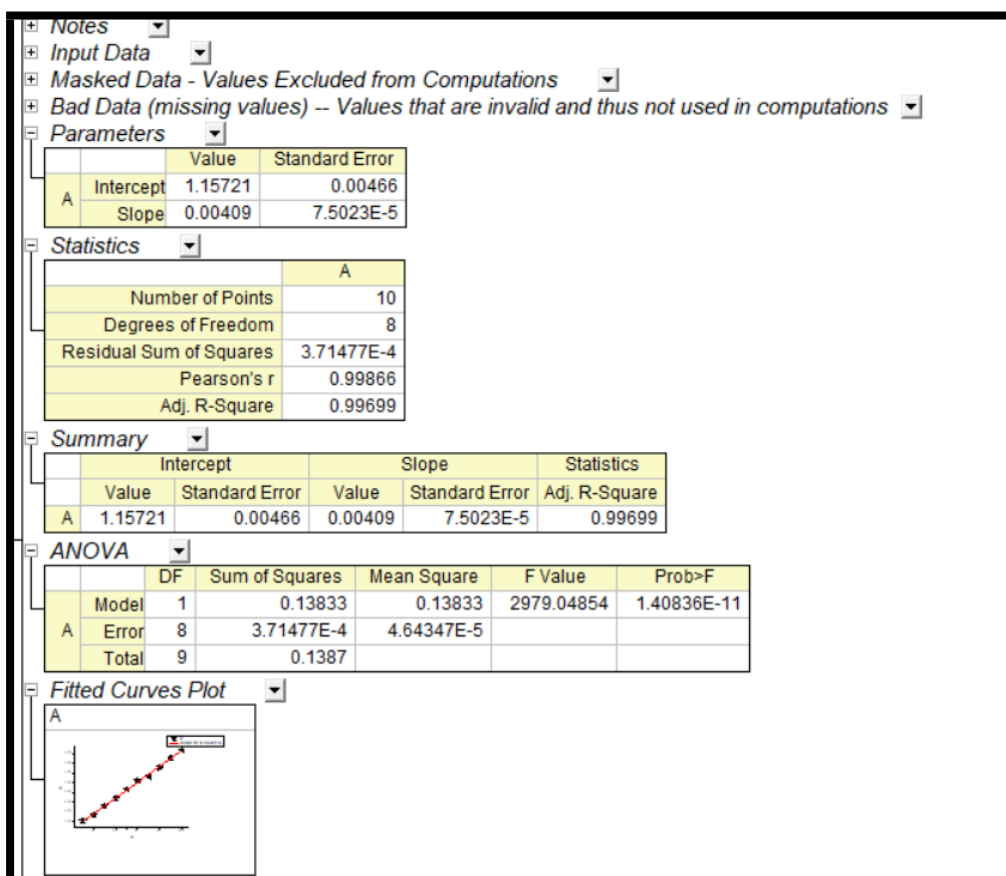 Notes
Input Data
Masked Data - Values Excluded from Computations
Bad Data (missing values) -- Values that are invalid and thus not used in computations
Parameters
Value Standard Error
A Intercept 1.15721 0.00466
Slope 0.00409 7.5023E-5
Statistics
A
Number of Points 10
Degrees of Freedom 8
Residual Sum of Squares 3.71477E-4
Pearson's r 0.99866
Adj. R-Square 0.99699
Summary
Intercept Slope Statistics
Value Standard Error Value Standard Error Adj. R-Square
A 1.15721 0.00466 0.00409 7.5023E-5 0.99699
ANOVA
DF Sum of Squares Mean Square F Value Prob>F
A Model 1 0.13833 0.13833 2979.04854 1.40836E-11
Error 8 3.71477E-4 4.64347E-5
Total 9 0.1387
Fitted Curves Plot
A